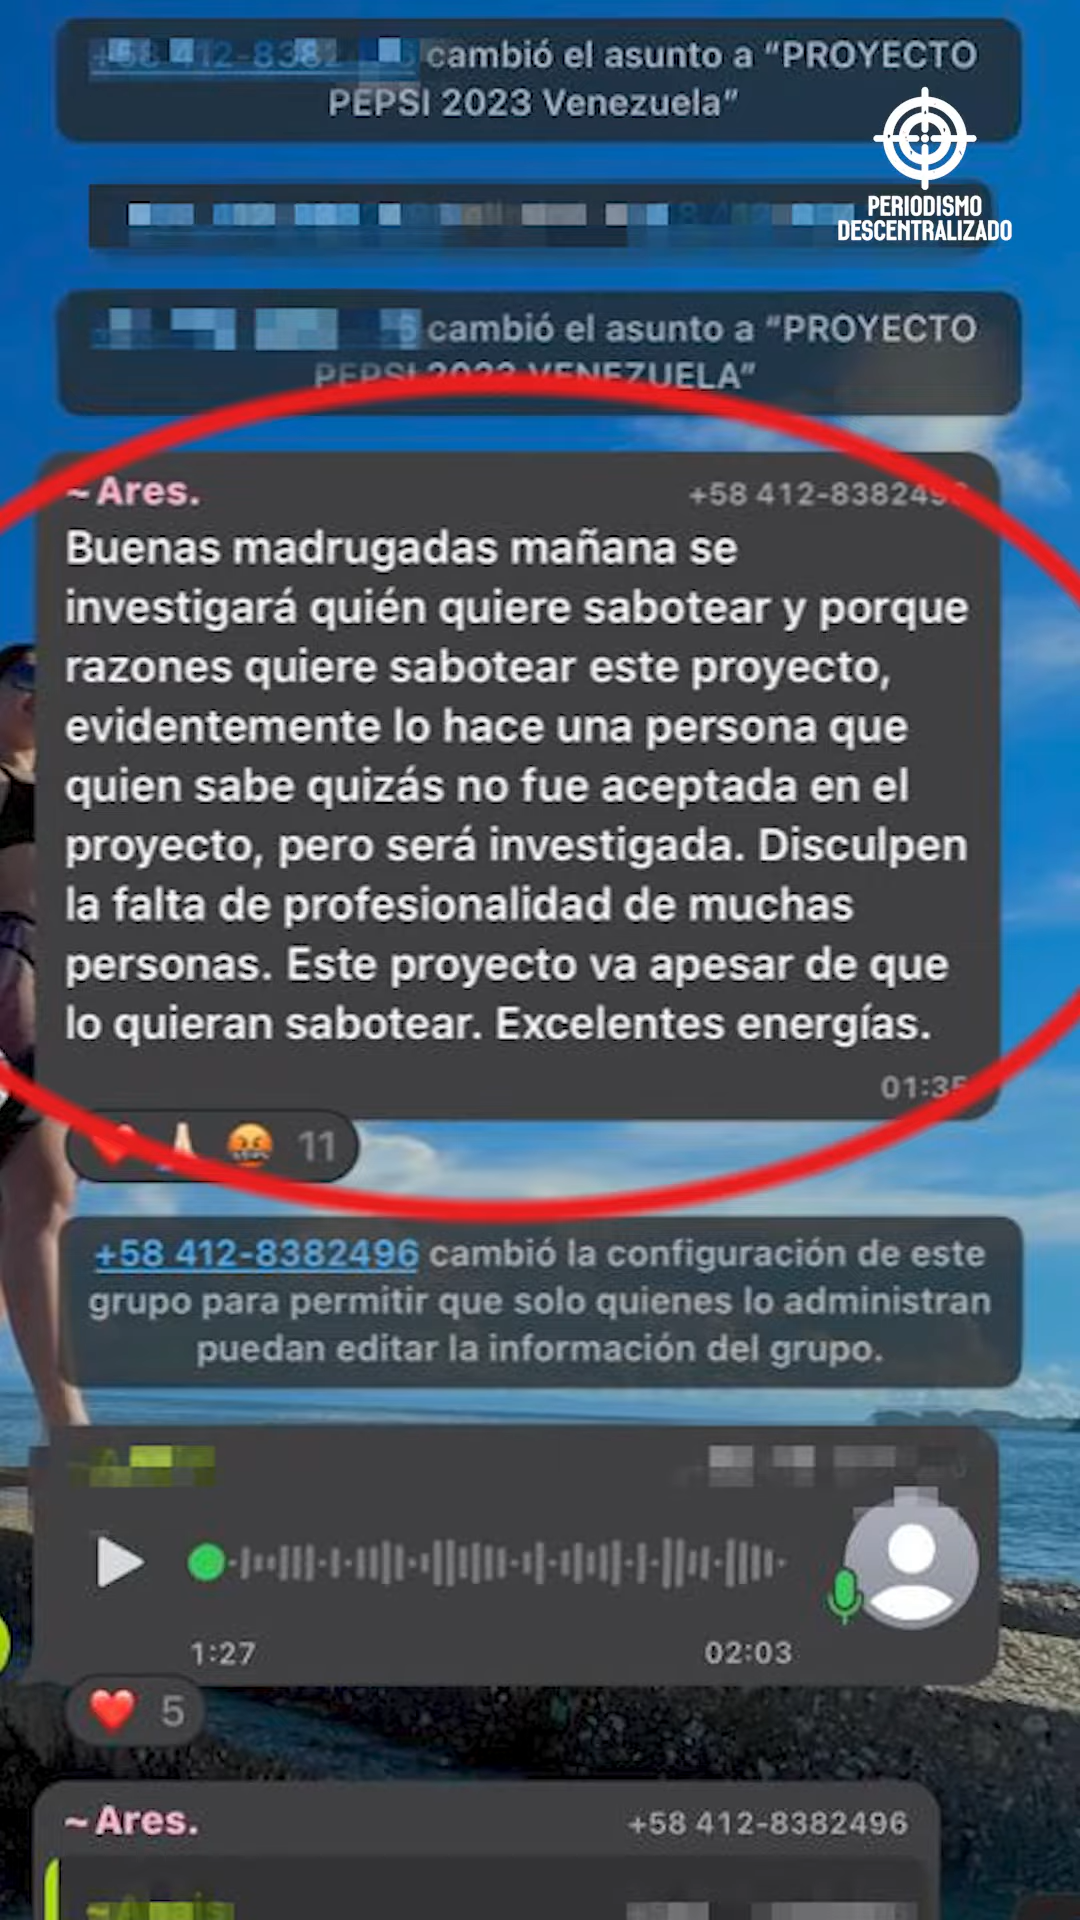 cambió el asunto a “PROYECTO
PEPSI 2023 Venezuela”
PERIODISMO
DESCENTRALIZADO
cambió el asunto a “PROYECTO
PEPSI 2023 VENEZUELA”
~Ares. +58 412-838249
Buenas madrugadas mañana se
investigará quién quiere sabotear y porque
razones quiere sabotear este proyecto,
evidentemente lo hace una persona que
quien sabe quizás no fue aceptada en el
proyecto, pero será investigada. Disculpen
la falta de profesionalidad de muchas
personas. Este proyecto va apesar de que
lo quieran sabotear. Excelentes energías.
01:35
11
+58 412-8382496 cambió la configuración de este
grupo para permitir que solo quienes lo administran
puedan editar la información del grupo.
1:27 02:03
5
~Ares. +58 412-8382496